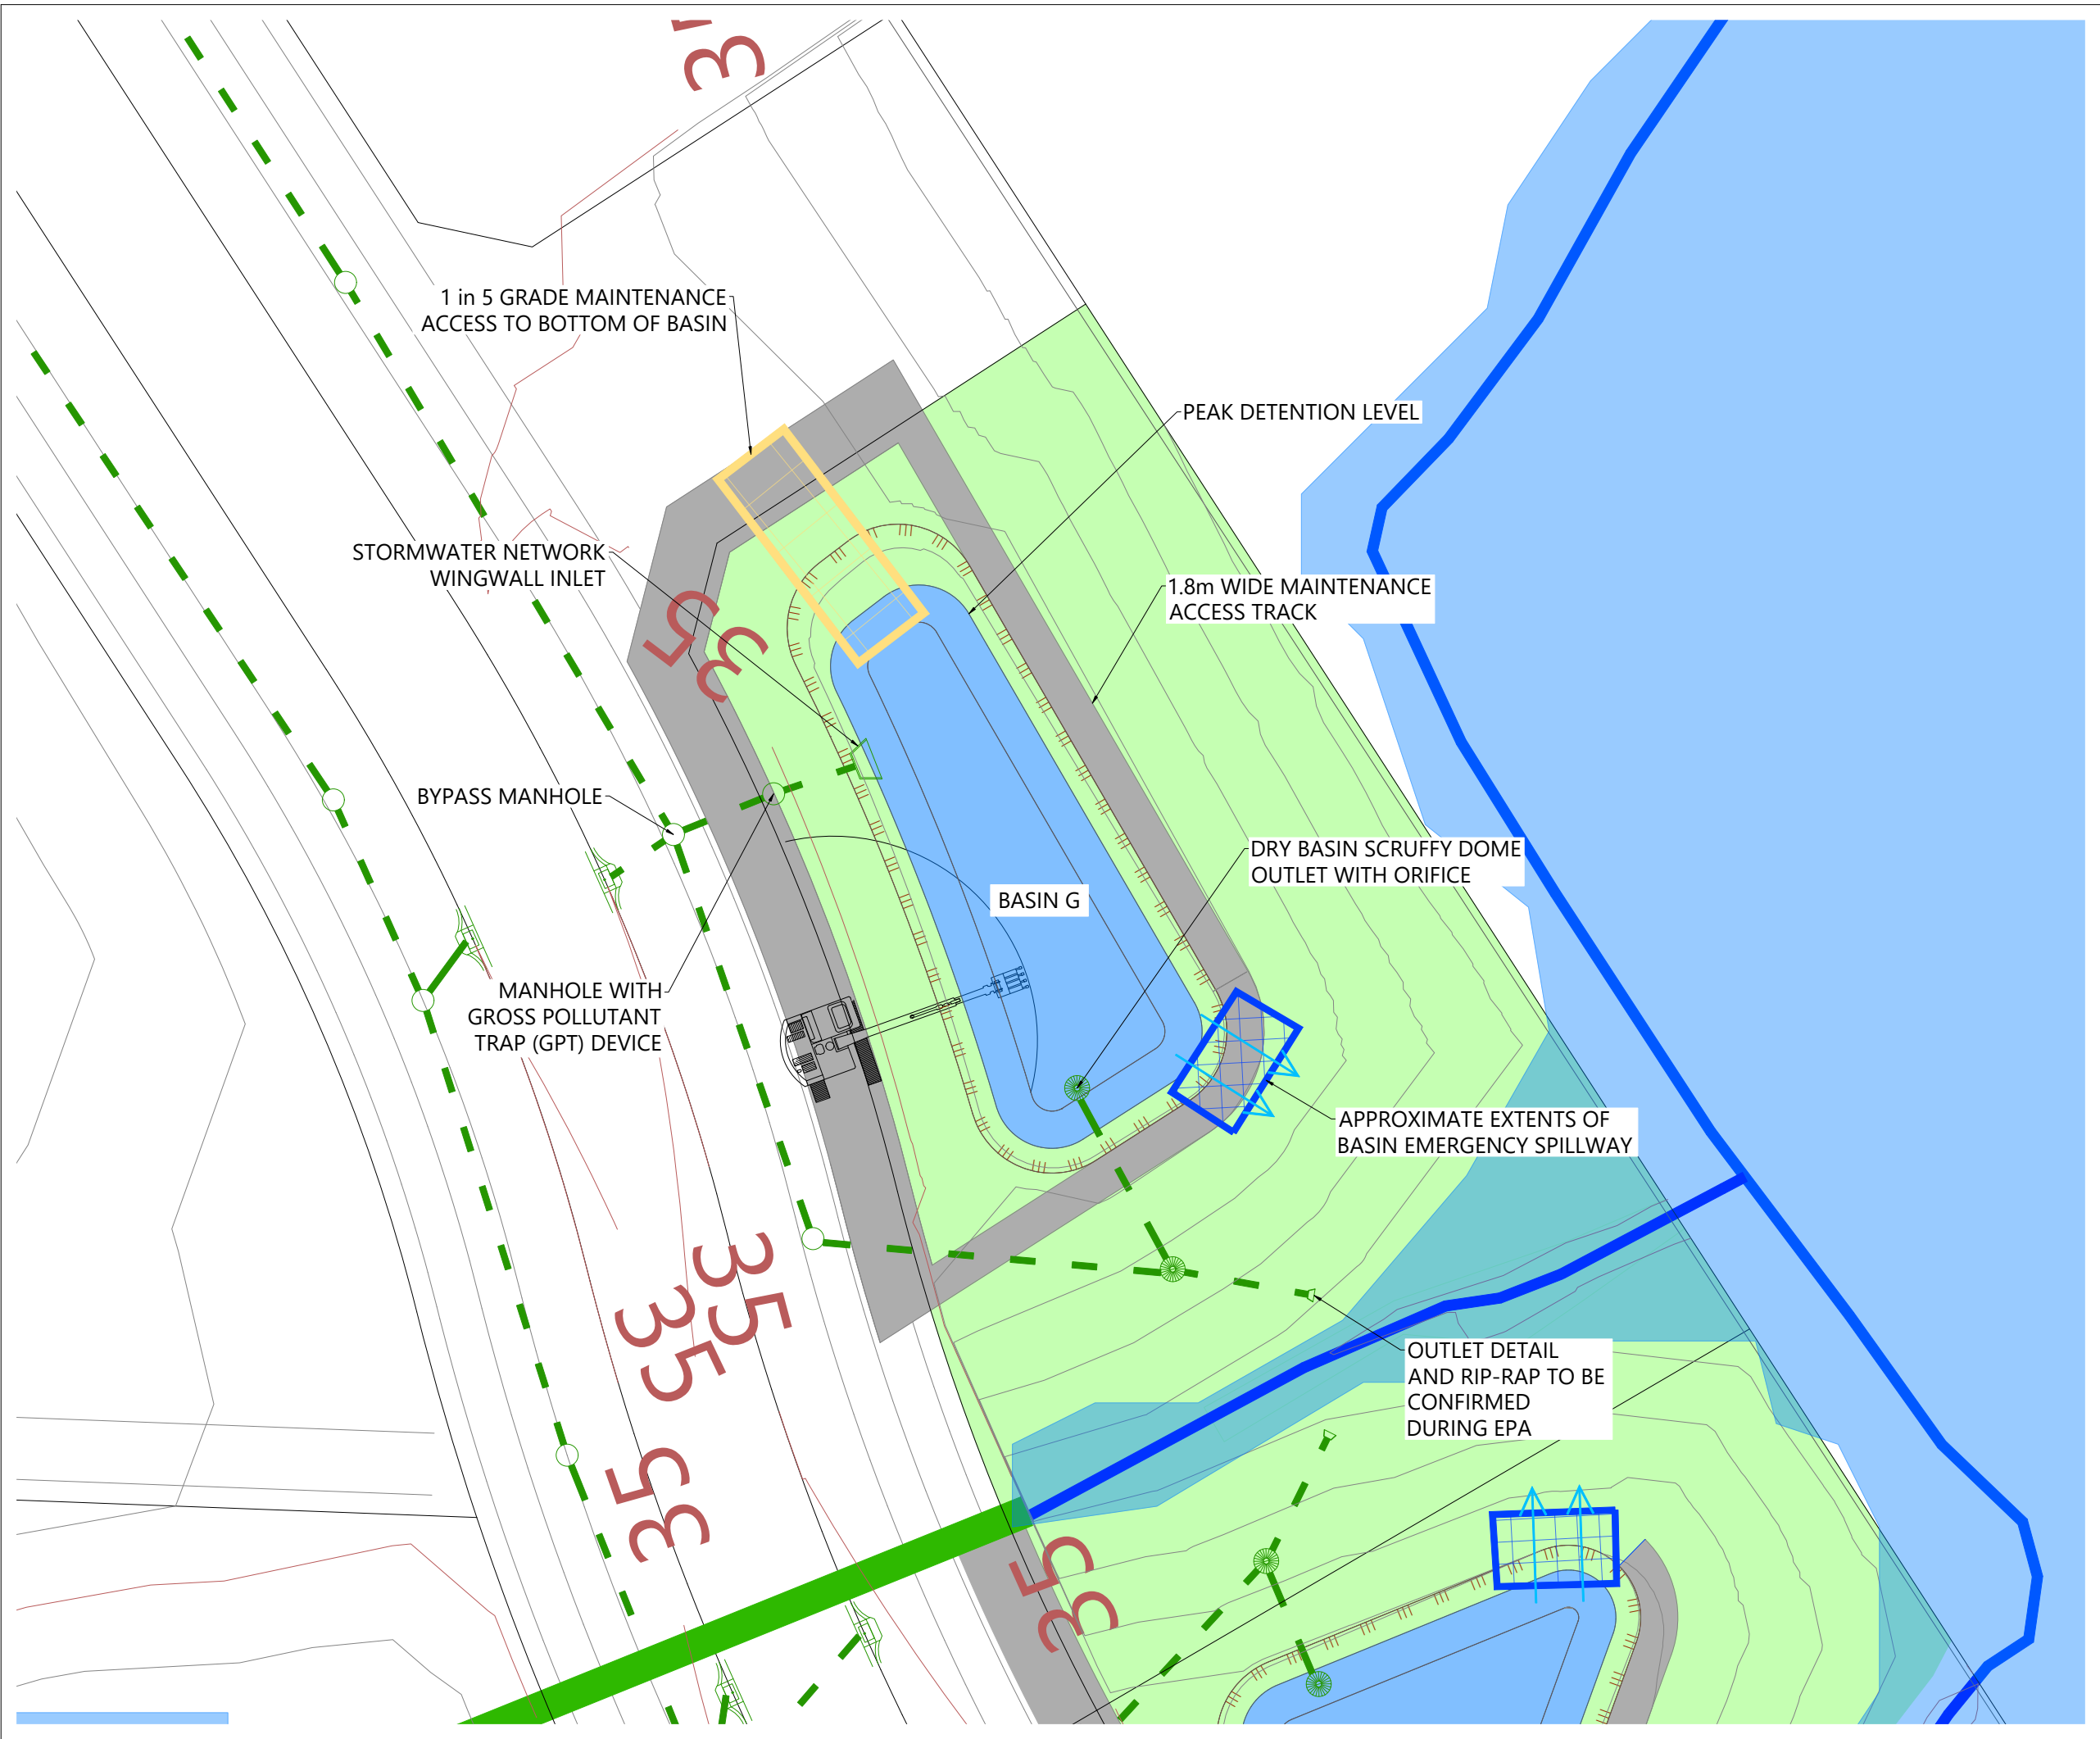 3
1 in 5 GRADE MAINTENANCE
ACCESS TO BOTTOM OF BASIN
PEAK DETENTION LEVEL
STORMWATER NETWORK
WINGWALL INLET
1.8m WIDE MAINTENANCE
ACCESS TRACK
35
BYPASS MANHOLE
DRY BASIN SCRUFFY DOME
OUTLET WITH ORIFICE
BASIN G
MANHOLE WITH
GROSS POLLUTANT
TRAP (GPT) DEVICE
APPROXIMATE EXTENTS OF
BASIN EMERGENCY SPILLWAY
35
35
OUTLET DETAIL
AND RIP-RAP TO BE
CONFIRMED
DURING EPA
35
35